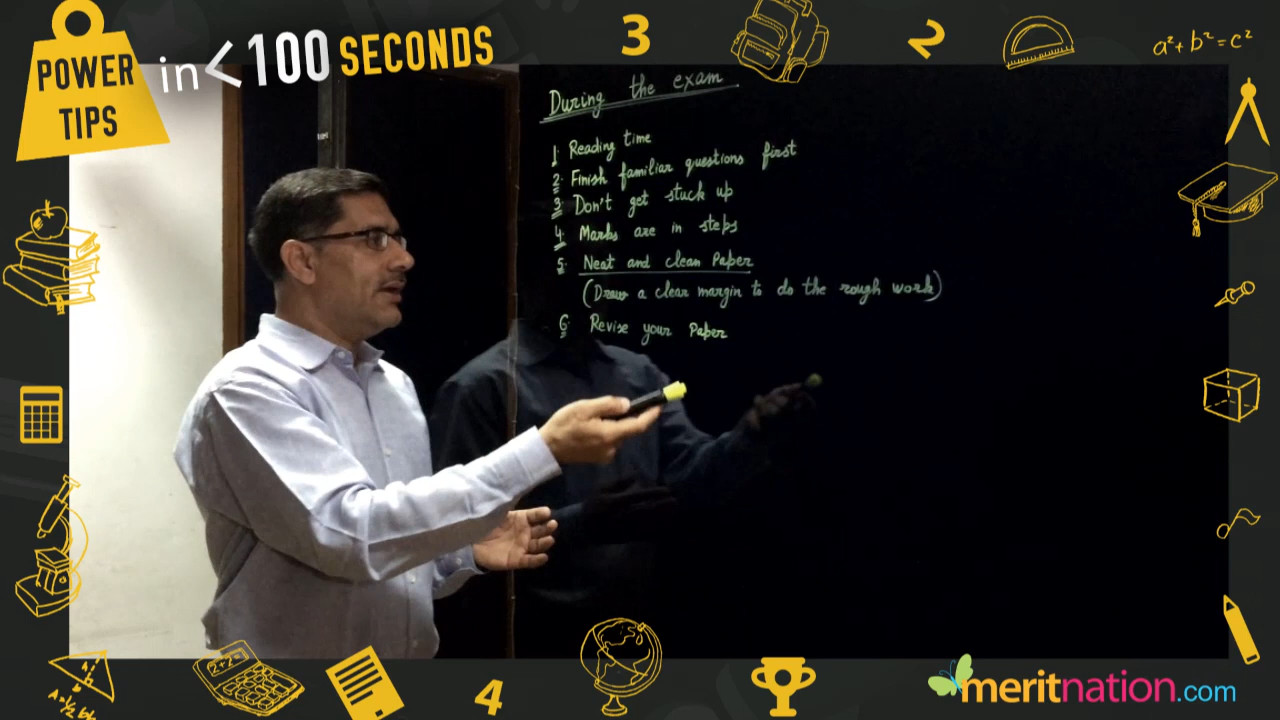 POWER
TIPS
in <100 SECONDS
3
2
a²+b²=c²
During the exam
1. Reading time
2. Finish familiar questions first
3. Don't get stuck up
4. Marks are in steps
5. Neat and clean Paper
(Draw a clear margin to do the rough work)
6. Revise your Paper
2+2=
4
meritnation.com